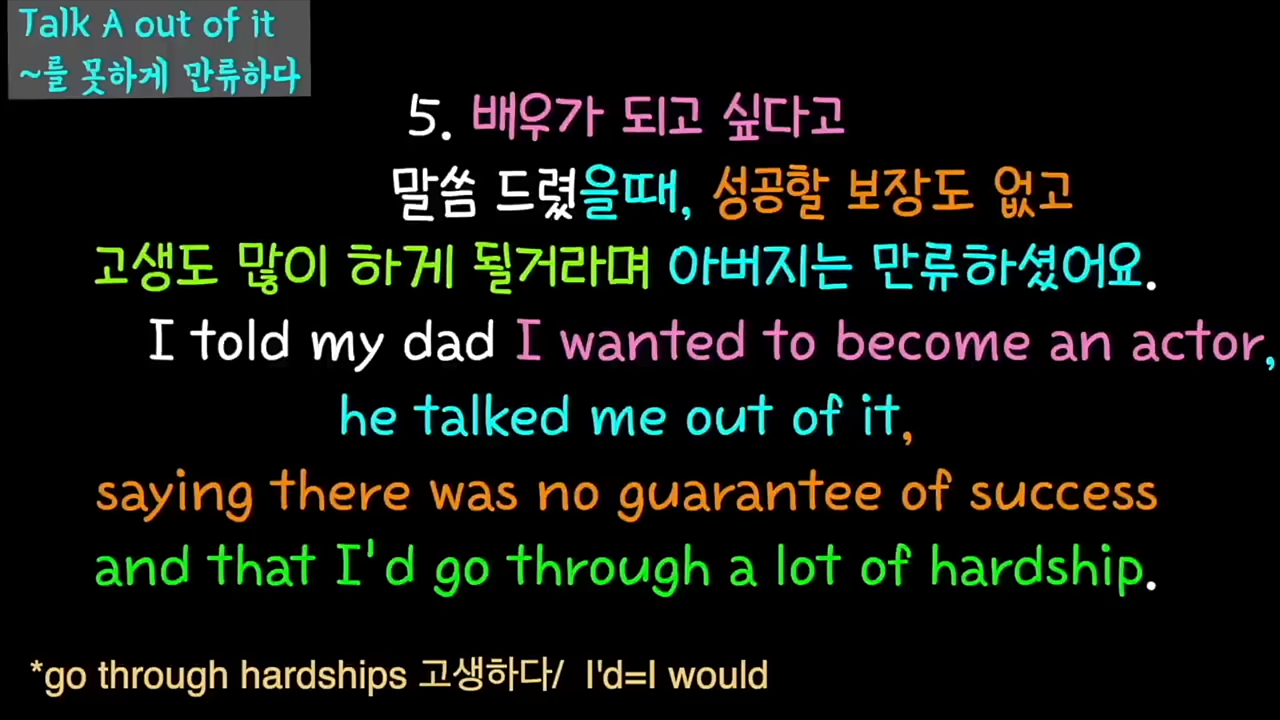 Talk A out of it
~를 못하게 만류하다
5. 배우가 되고 싶다고
말씀 드렸을때, 성공할 보장도 없고
고생도 많이 하게 될거라며 아버지는 만류하셨어요.
I told my dad I wanted to become an actor,
he talked me out of it,
saying there was no guarantee of success
and that I'd go through a lot of hardship.
*go through hardships 고생하다/ I'd=I would